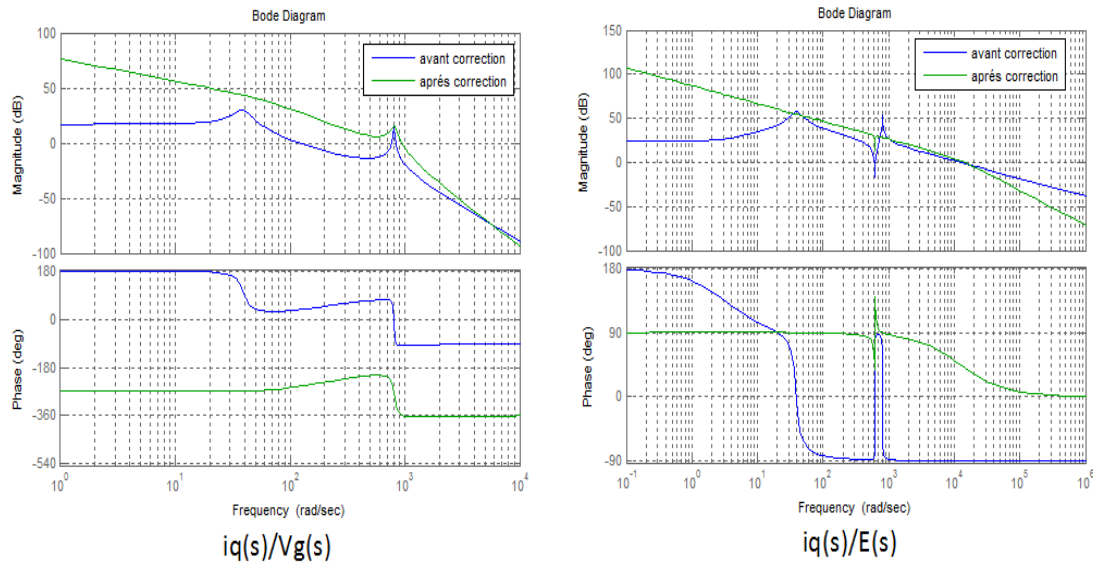 Bode Diagram
avant correction
aprés correction
Magnitude (dB)
100
50
0
-50
-100
Phase (deg)
180
0
-180
-360
-540
10^0
10^1
10^2
10^3
10^4
Frequency (rad/sec)
iq(s)/Vg(s)
Bode Diagram
avant correction
aprés correction
Magnitude (dB)
150
100
50
0
-50
-100
Phase (deg)
180
90
0
-90
10^-1
10^0
10^1
10^2
10^3
10^4
10^5
10^6
Frequency (rad/sec)
iq(s)/E(s)